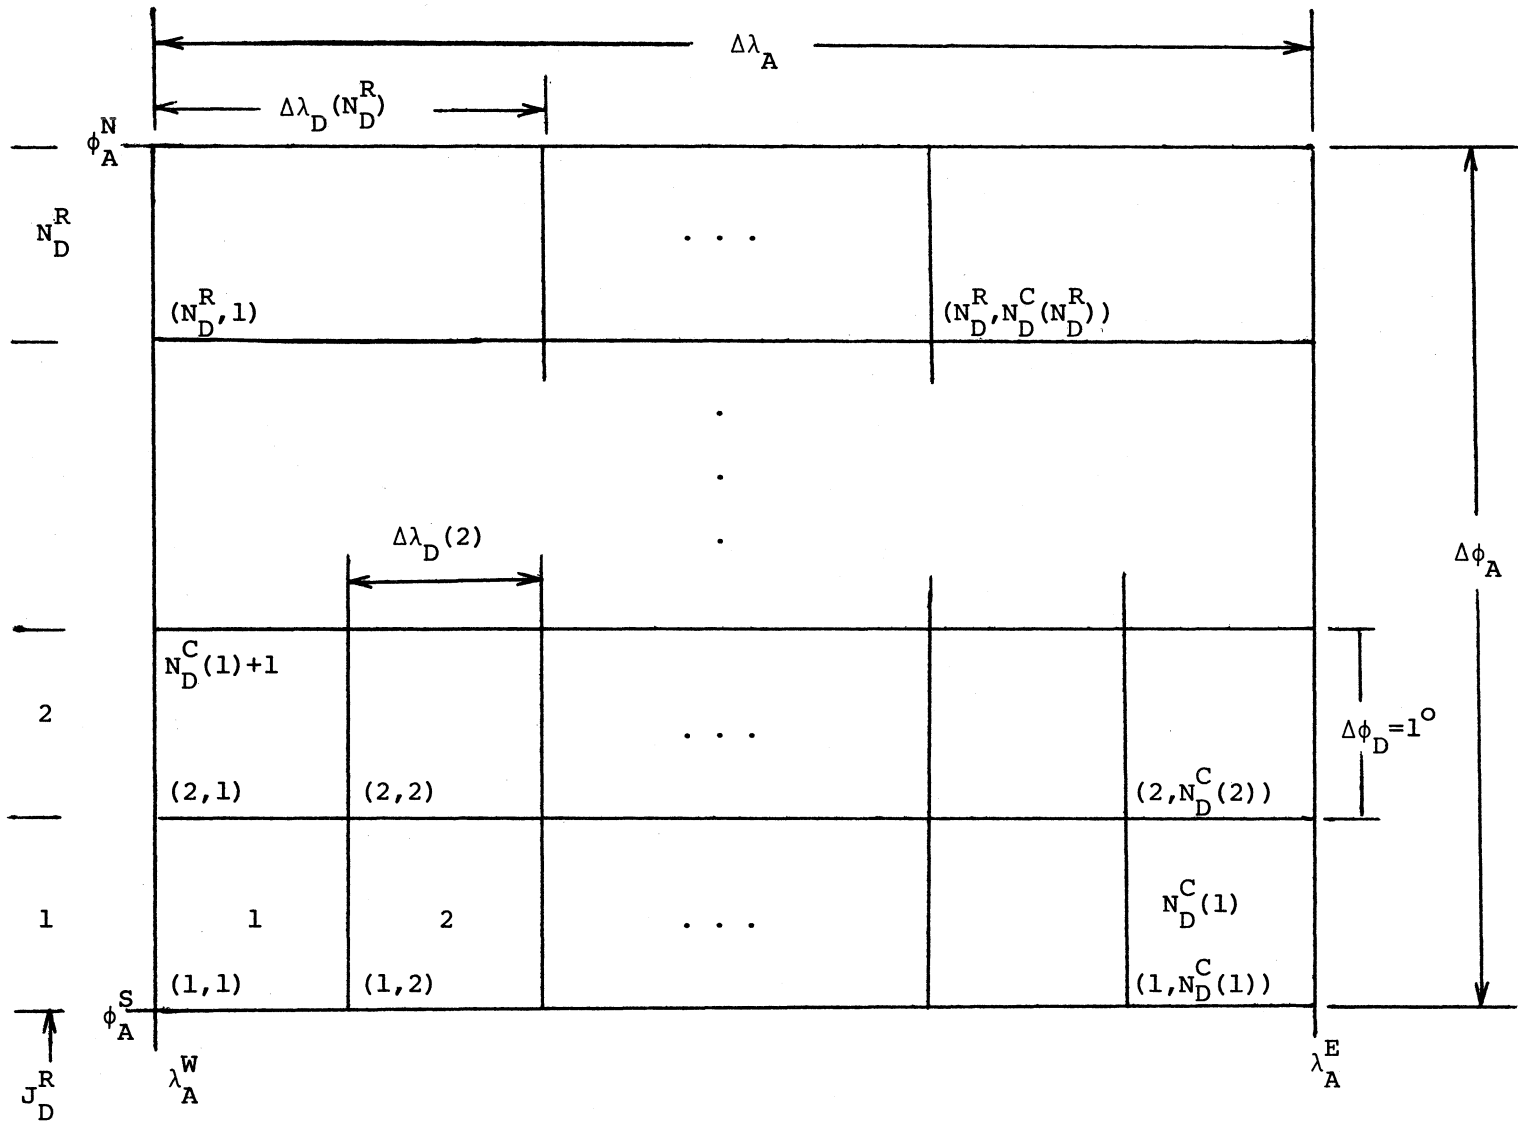 Δλ_A
Δλ_D(N_D^R)
φ_A^N
N_D^R
. . .
(N_D^R,1)
(N_D^R,N_D^C(N_D^R))
.
.
.
Δλ_D(2)
Δφ_A
N_D^C(1)+1
2
. . .
Δφ_D=1°
(2,1)
(2,2)
(2,N_D^C(2))
1
1
2
. . .
N_D^C(1)
(1,1)
(1,2)
(1,N_D^C(1))
φ_A^S
J_D^R
λ_A^W
λ_A^E